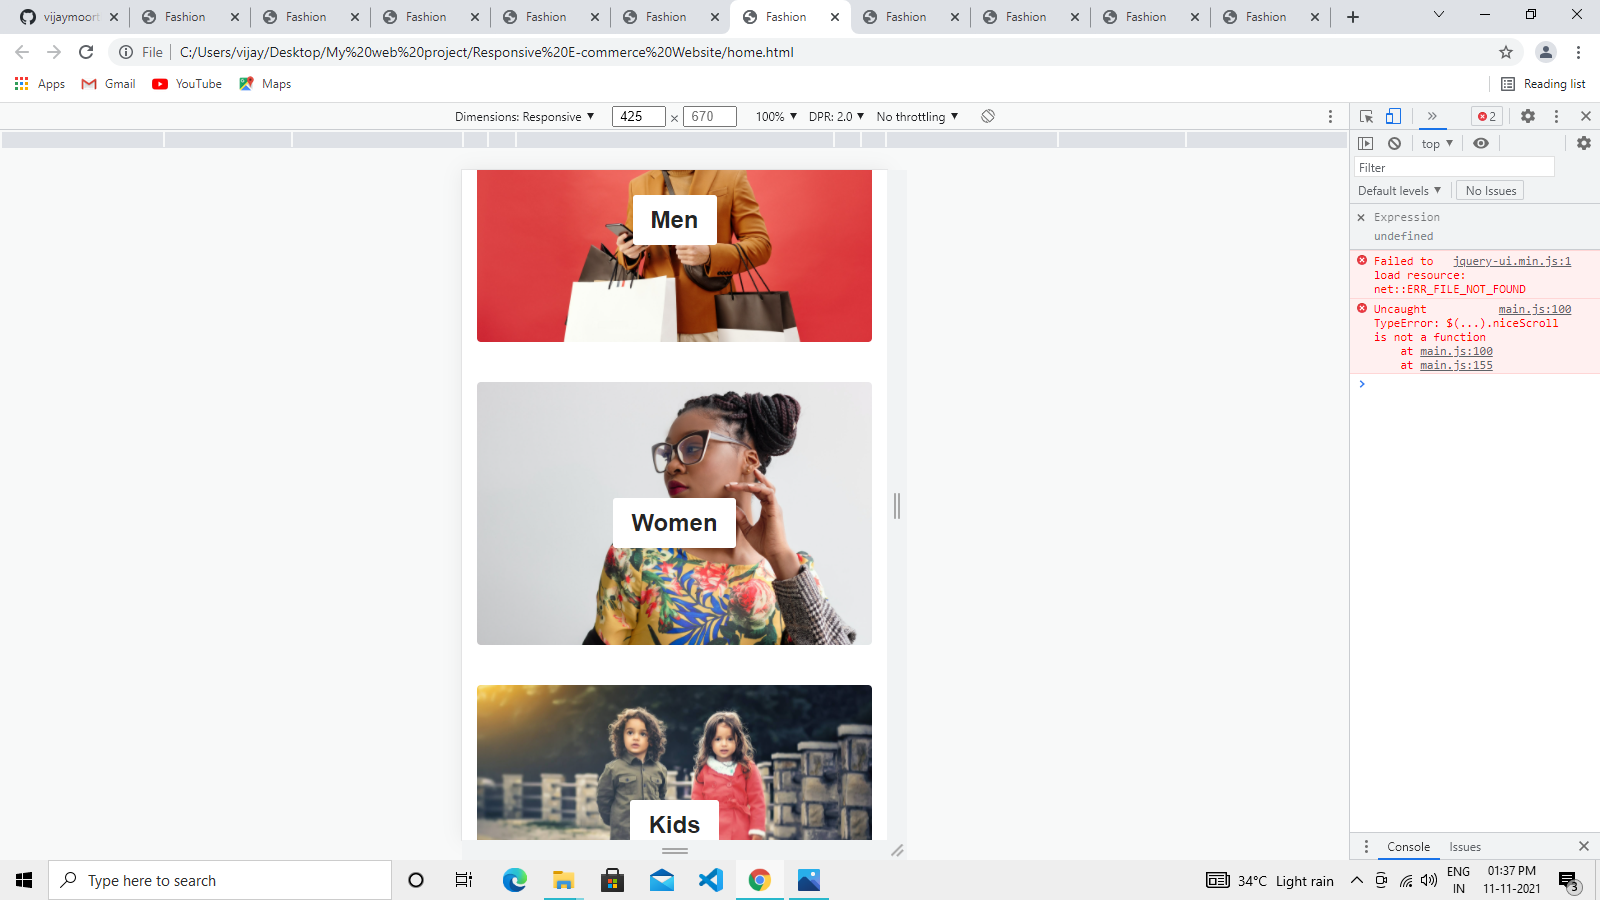 vijaymoort
Fashion
Fashion
Fashion
Fashion
Fashion
Fashion
Fashion
Fashion
Fashion
Fashion
File
C:/Users/vijay/Desktop/My%20web%20project/Responsive%20E-commerce%20Website/home.html
Apps
Gmail
YouTube
Maps
Reading list
Dimensions: Responsive ▼ 425 × 670 100% ▼ DPR: 2.0 ▼ No throttling ▼
2
top ▼
Filter
Default levels ▼ No Issues
Expression
undefined
Failed to jquery-ui.min.js:1
load resource:
net::ERR_FILE_NOT_FOUND
Uncaught main.js:100
TypeError: $(...).niceScroll
is not a function
at main.js:100
at main.js:155
Men
Women
Kids
Console Issues
Type here to search
34°C Light rain
ENG
IN
01:37 PM
11-11-2021
3